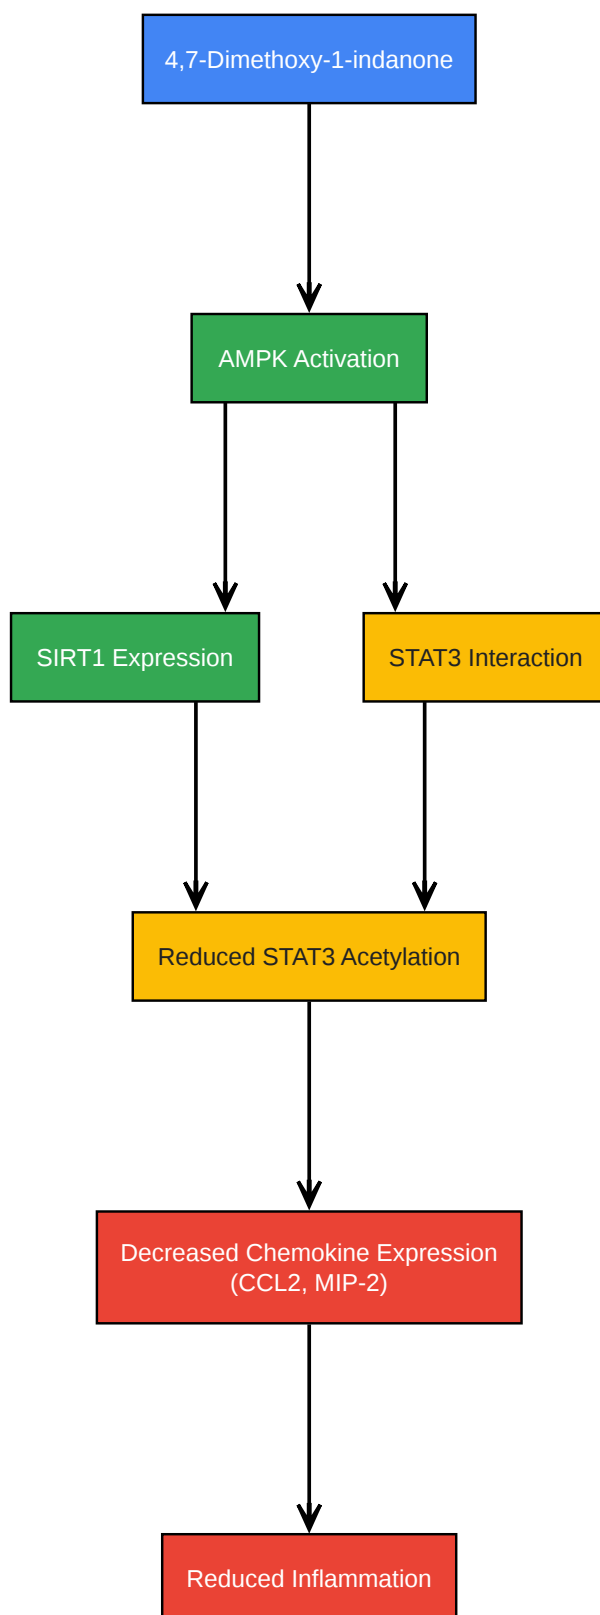 4,7-Dimethoxy-1-indanone
AMPK Activation
SIRT1 Expression
STAT3 Interaction
Reduced STAT3 Acetylation
Decreased Chemokine Expression
(CCL2, MIP-2)
Reduced Inflammation